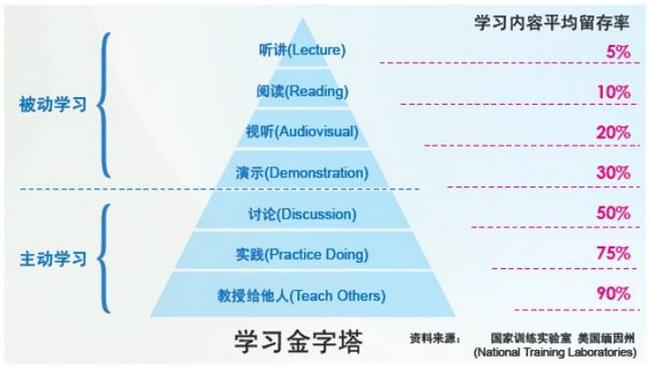 学习内容平均留存率
听讲(Lecture) 5%
阅读(Reading) 10%
被动学习
视听(Audiovisual) 20%
演示(Demonstration) 30%
讨论(Discussion) 50%
主动学习
实践(Practice Doing) 75%
教授给他人(Teach Others) 90%
学习金字塔
资料来源： 国家训练实验室 美国缅因州
(National Training Laboratories)